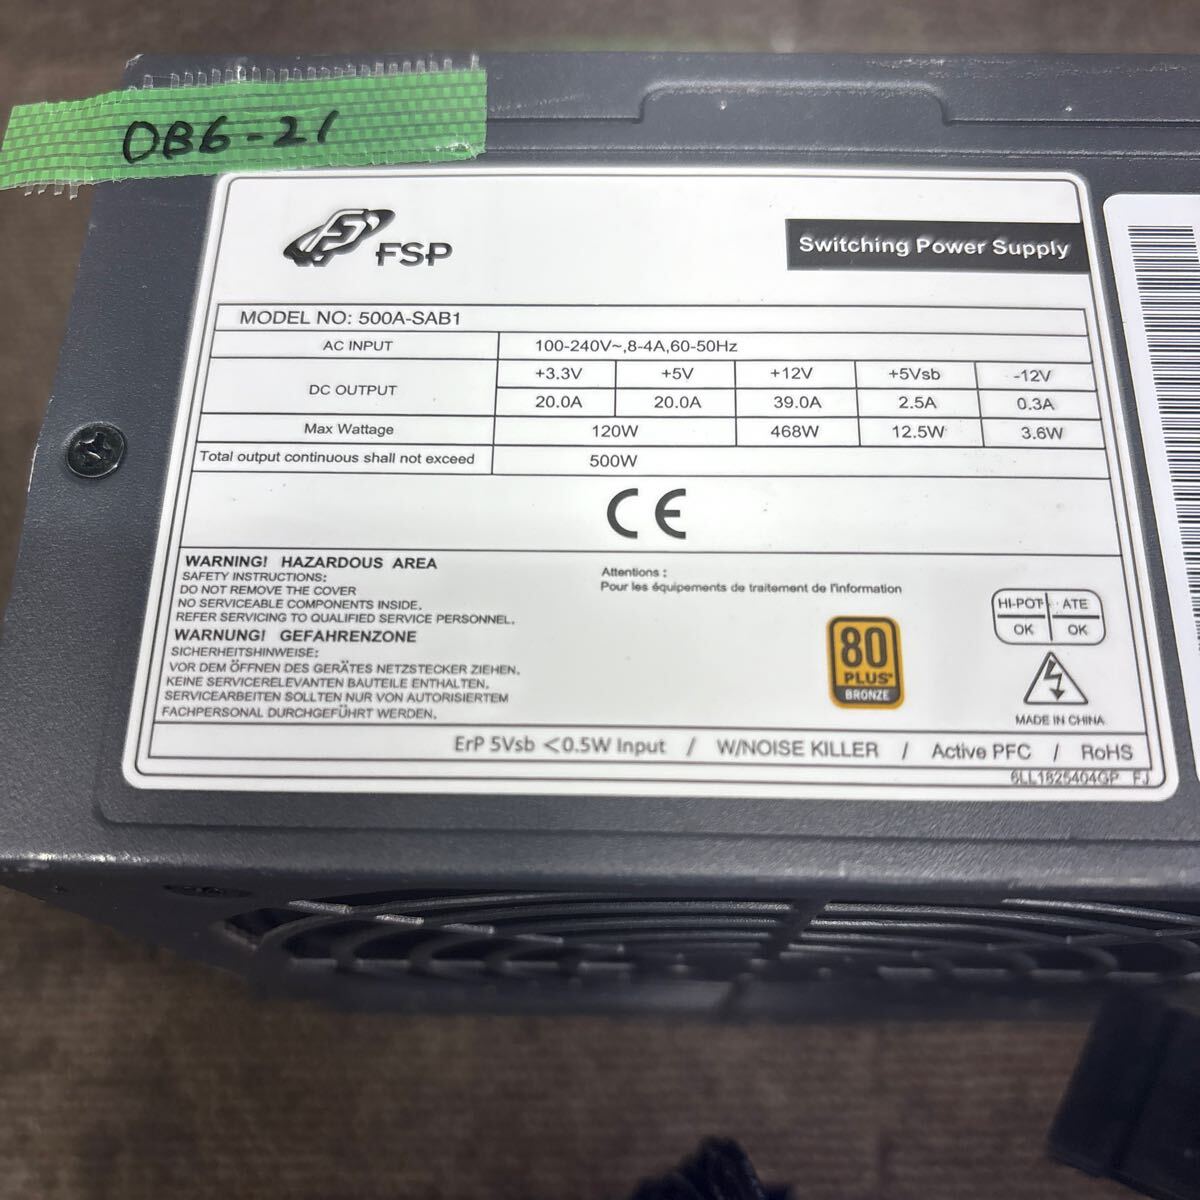 OB6-21
FSP
Switching Power Supply
MODEL NO: 500A-SAB1
AC INPUT 100-240V~,8-4A,60-50Hz
DC OUTPUT +3.3V +5V +12V +5Vsb -12V
20.0A 20.0A 39.0A 2.5A 0.3A
Max Wattage 120W 468W 12.5W 3.6W
Total output continuous shall not exceed 500W
CE
WARNING! HAZARDOUS AREA
SAFETY INSTRUCTIONS:
DO NOT REMOVE THE COVER
NO SERVICEABLE COMPONENTS INSIDE.
REFER SERVICING TO QUALIFIED SERVICE PERSONNEL.
WARNUNG! GEFAHRENZONE
SICHERHEITSHINWEISE:
VOR DEM ÖFFNEN DES GERÄTES NETZSTECKER ZIEHEN.
KEINE SERVICERELEVANTEN BAUTEILE ENTHALTEN.
SERVICEARBEITEN SOLLTEN NUR VON AUTORISIERTEM
FACHPERSONAL DURCHGEFÜHRT WERDEN.
Attentions :
Pour les équipements de traitement de l'information
80
PLUS
BRONZE
HI-POT ATE
OK OK
MADE IN CHINA
ErP 5Vsb <0.5W Input / W/NOISE KILLER / Active PFC / RoHS
6LL1825404GP FJ